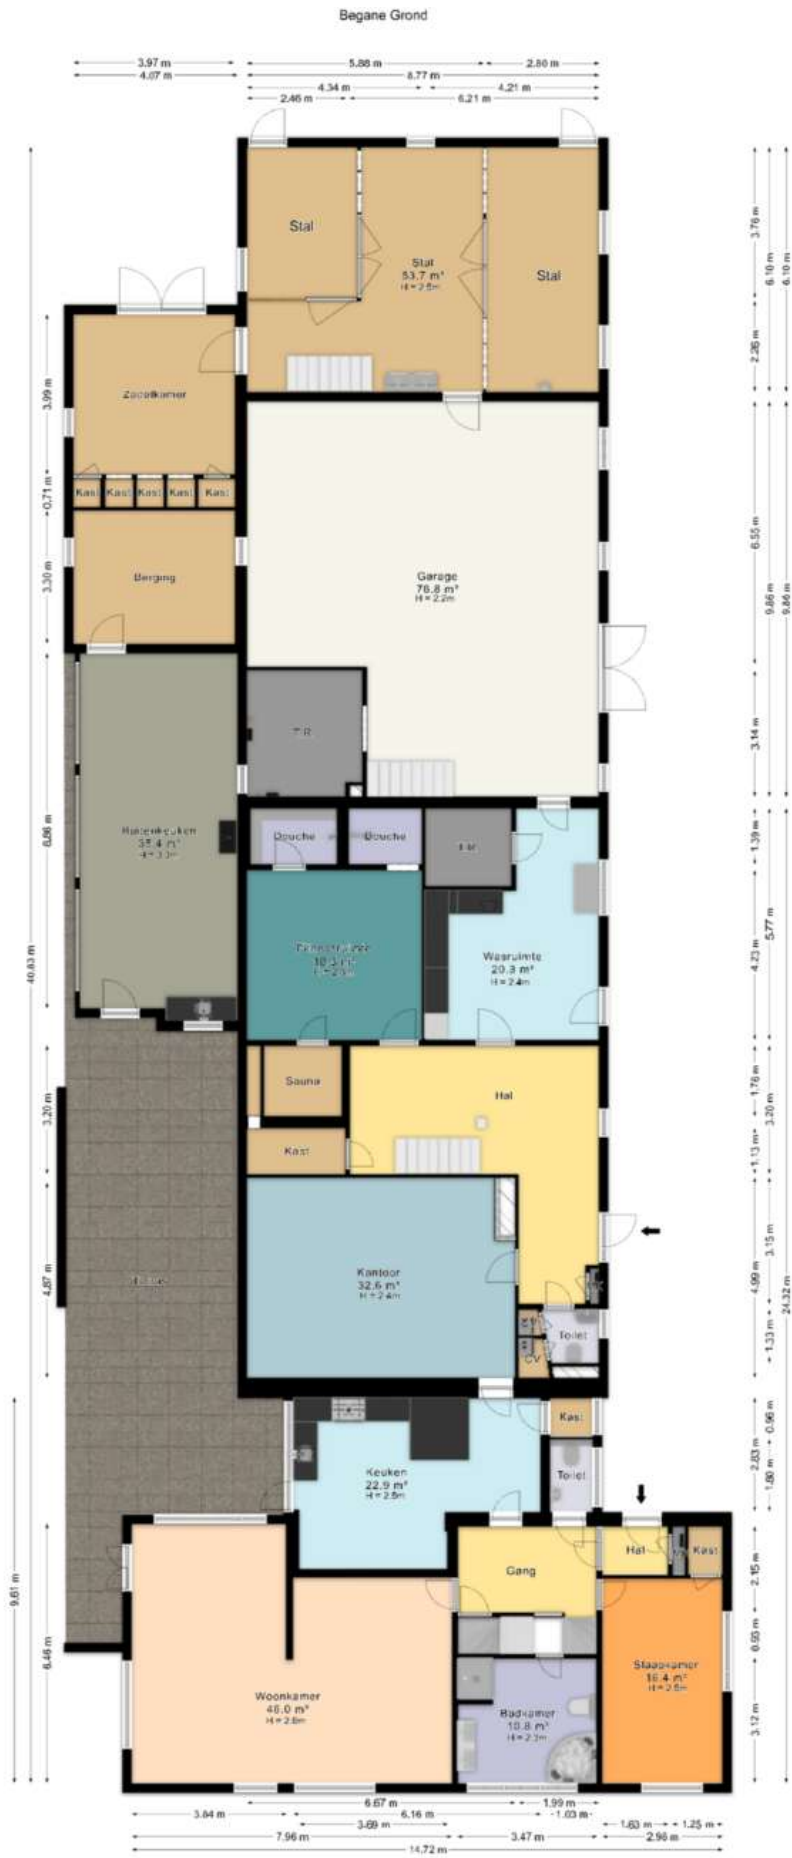 Begane Grond
3.97 m
5.88 m
2.80 m
4.07 m
8.77 m
4.34 m
4.21 m
2.46 m
6.21 m
Stal
Stal
53.7 m²
H = 2.5m
Stal
3.76 m
6.10 m
6.10 m
2.26 m
Zadelkamer
3.99 m
Kast
Kast
Kast
Kast
Kast
0.71 m
Berging
3.30 m
Garage
76.8 m²
H = 2.2m
6.55 m
9.86 m
9.86 m
3.14 m
T.R.
Buitenkeuken
H = 3.3m
8.86 m
40.83 m
Douche
Douche
T.R.
1.39 m
Wasruimte
20.3 m²
H = 2.4m
4.23 m
5.77 m
Sauna
Hal
Kast
3.20 m
1.76 m
3.20 m
1.13 m
Kantoor
32.6 m²
H = 2.4m
4.87 m
3.15 m
4.99 m
24.32 m
1.33 m
Toilet
CV
Kast
Keuken
22.9 m²
H = 2.5m
Toilet
2.83 m
0.96 m
1.80 m
9.61 m
Gang
Hal
Kast
2.15 m
0.93 m
Woonkamer
46.0 m²
H = 2.6m
Slaapkamer
16.4 m²
H = 2.5m
Badkamer
10.8 m²
H = 2.3m
6.46 m
3.12 m
6.67 m
1.99 m
3.84 m
6.16 m
1.03 m
3.69 m
1.63 m
1.25 m
7.96 m
3.47 m
2.98 m
14.72 m